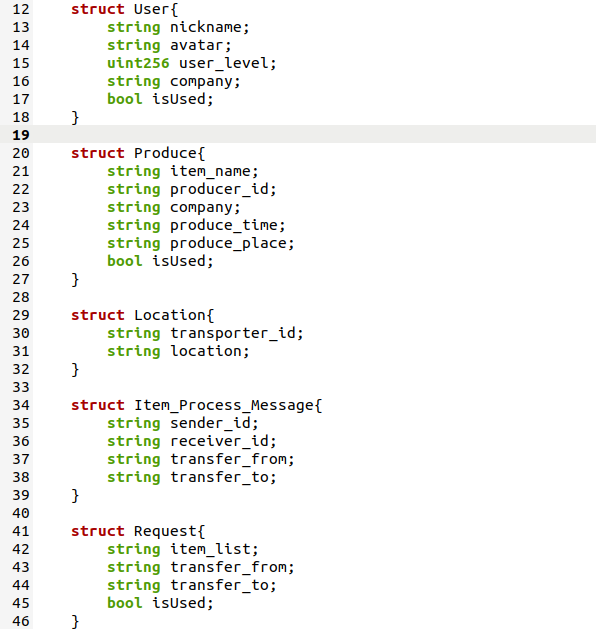 12 struct User{
13 string nickname;
14 string avatar;
15 uint256 user_level;
16 string company;
17 bool isUsed;
18 }
19
20 struct Produce{
21 string item_name;
22 string producer_id;
23 string company;
24 string produce_time;
25 string produce_place;
26 bool isUsed;
27 }
28
29 struct Location{
30 string transporter_id;
31 string location;
32 }
33
34 struct Item_Process_Message{
35 string sender_id;
36 string receiver_id;
37 string transfer_from;
38 string transfer_to;
39 }
40
41 struct Request{
42 string item_list;
43 string transfer_from;
44 string transfer_to;
45 bool isUsed;
46 }